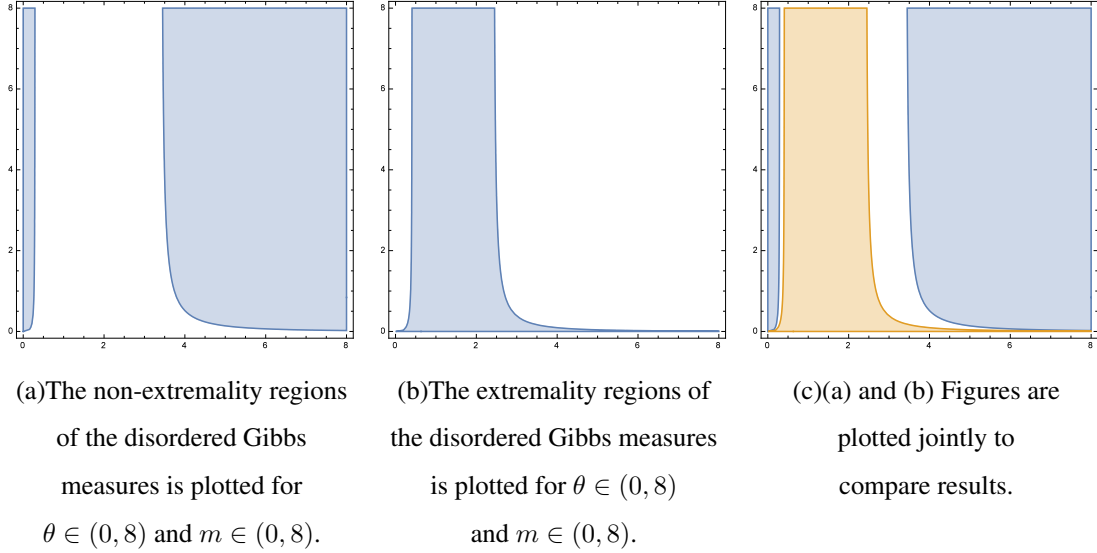 8
6
4
2
0
0
2
4
6
8
8
6
4
2
0
0
2
4
6
8
8
6
4
2
0
0
2
4
6
8
(a)The non-extremality regions
of the disordered Gibbs
measures is plotted for
θ ∈ (0, 8) and m ∈ (0, 8).
(b)The extremality regions of
the disordered Gibbs measures
is plotted for θ ∈ (0, 8)
and m ∈ (0, 8).
(c)(a) and (b) Figures are
plotted jointly to
compare results.